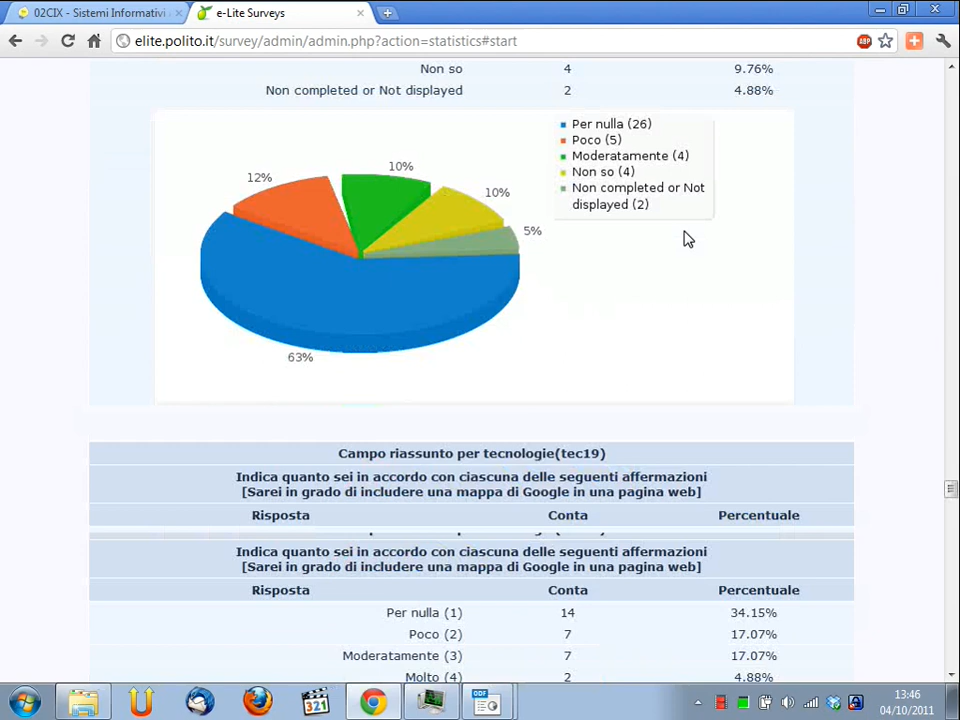 02CIX - Sistemi Informativi
e-Lite Surveys
elite.polito.it/survey/admin/admin.php?action=statistics#start
ABP
Non so 4 9.76%
Non completed or Not displayed 2 4.88%
Per nulla (26)
Poco (5)
Moderatamente (4)
Non so (4)
Non completed or Not
displayed (2)
12%
10%
10%
5%
63%
Campo riassunto per tecnologie(tec19)
Indica quanto sei in accordo con ciascuna delle seguenti affermazioni
[Sarei in grado di includere una mappa di Google in una pagina web]
Risposta Conta Percentuale
Indica quanto sei in accordo con ciascuna delle seguenti affermazioni
[Sarei in grado di includere una mappa di Google in una pagina web]
Risposta Conta Percentuale
Per nulla (1) 14 34.15%
Poco (2) 7 17.07%
Moderatamente (3) 7 17.07%
Molto (4) 2 4.88%
321
ODF
13:46
04/10/2011